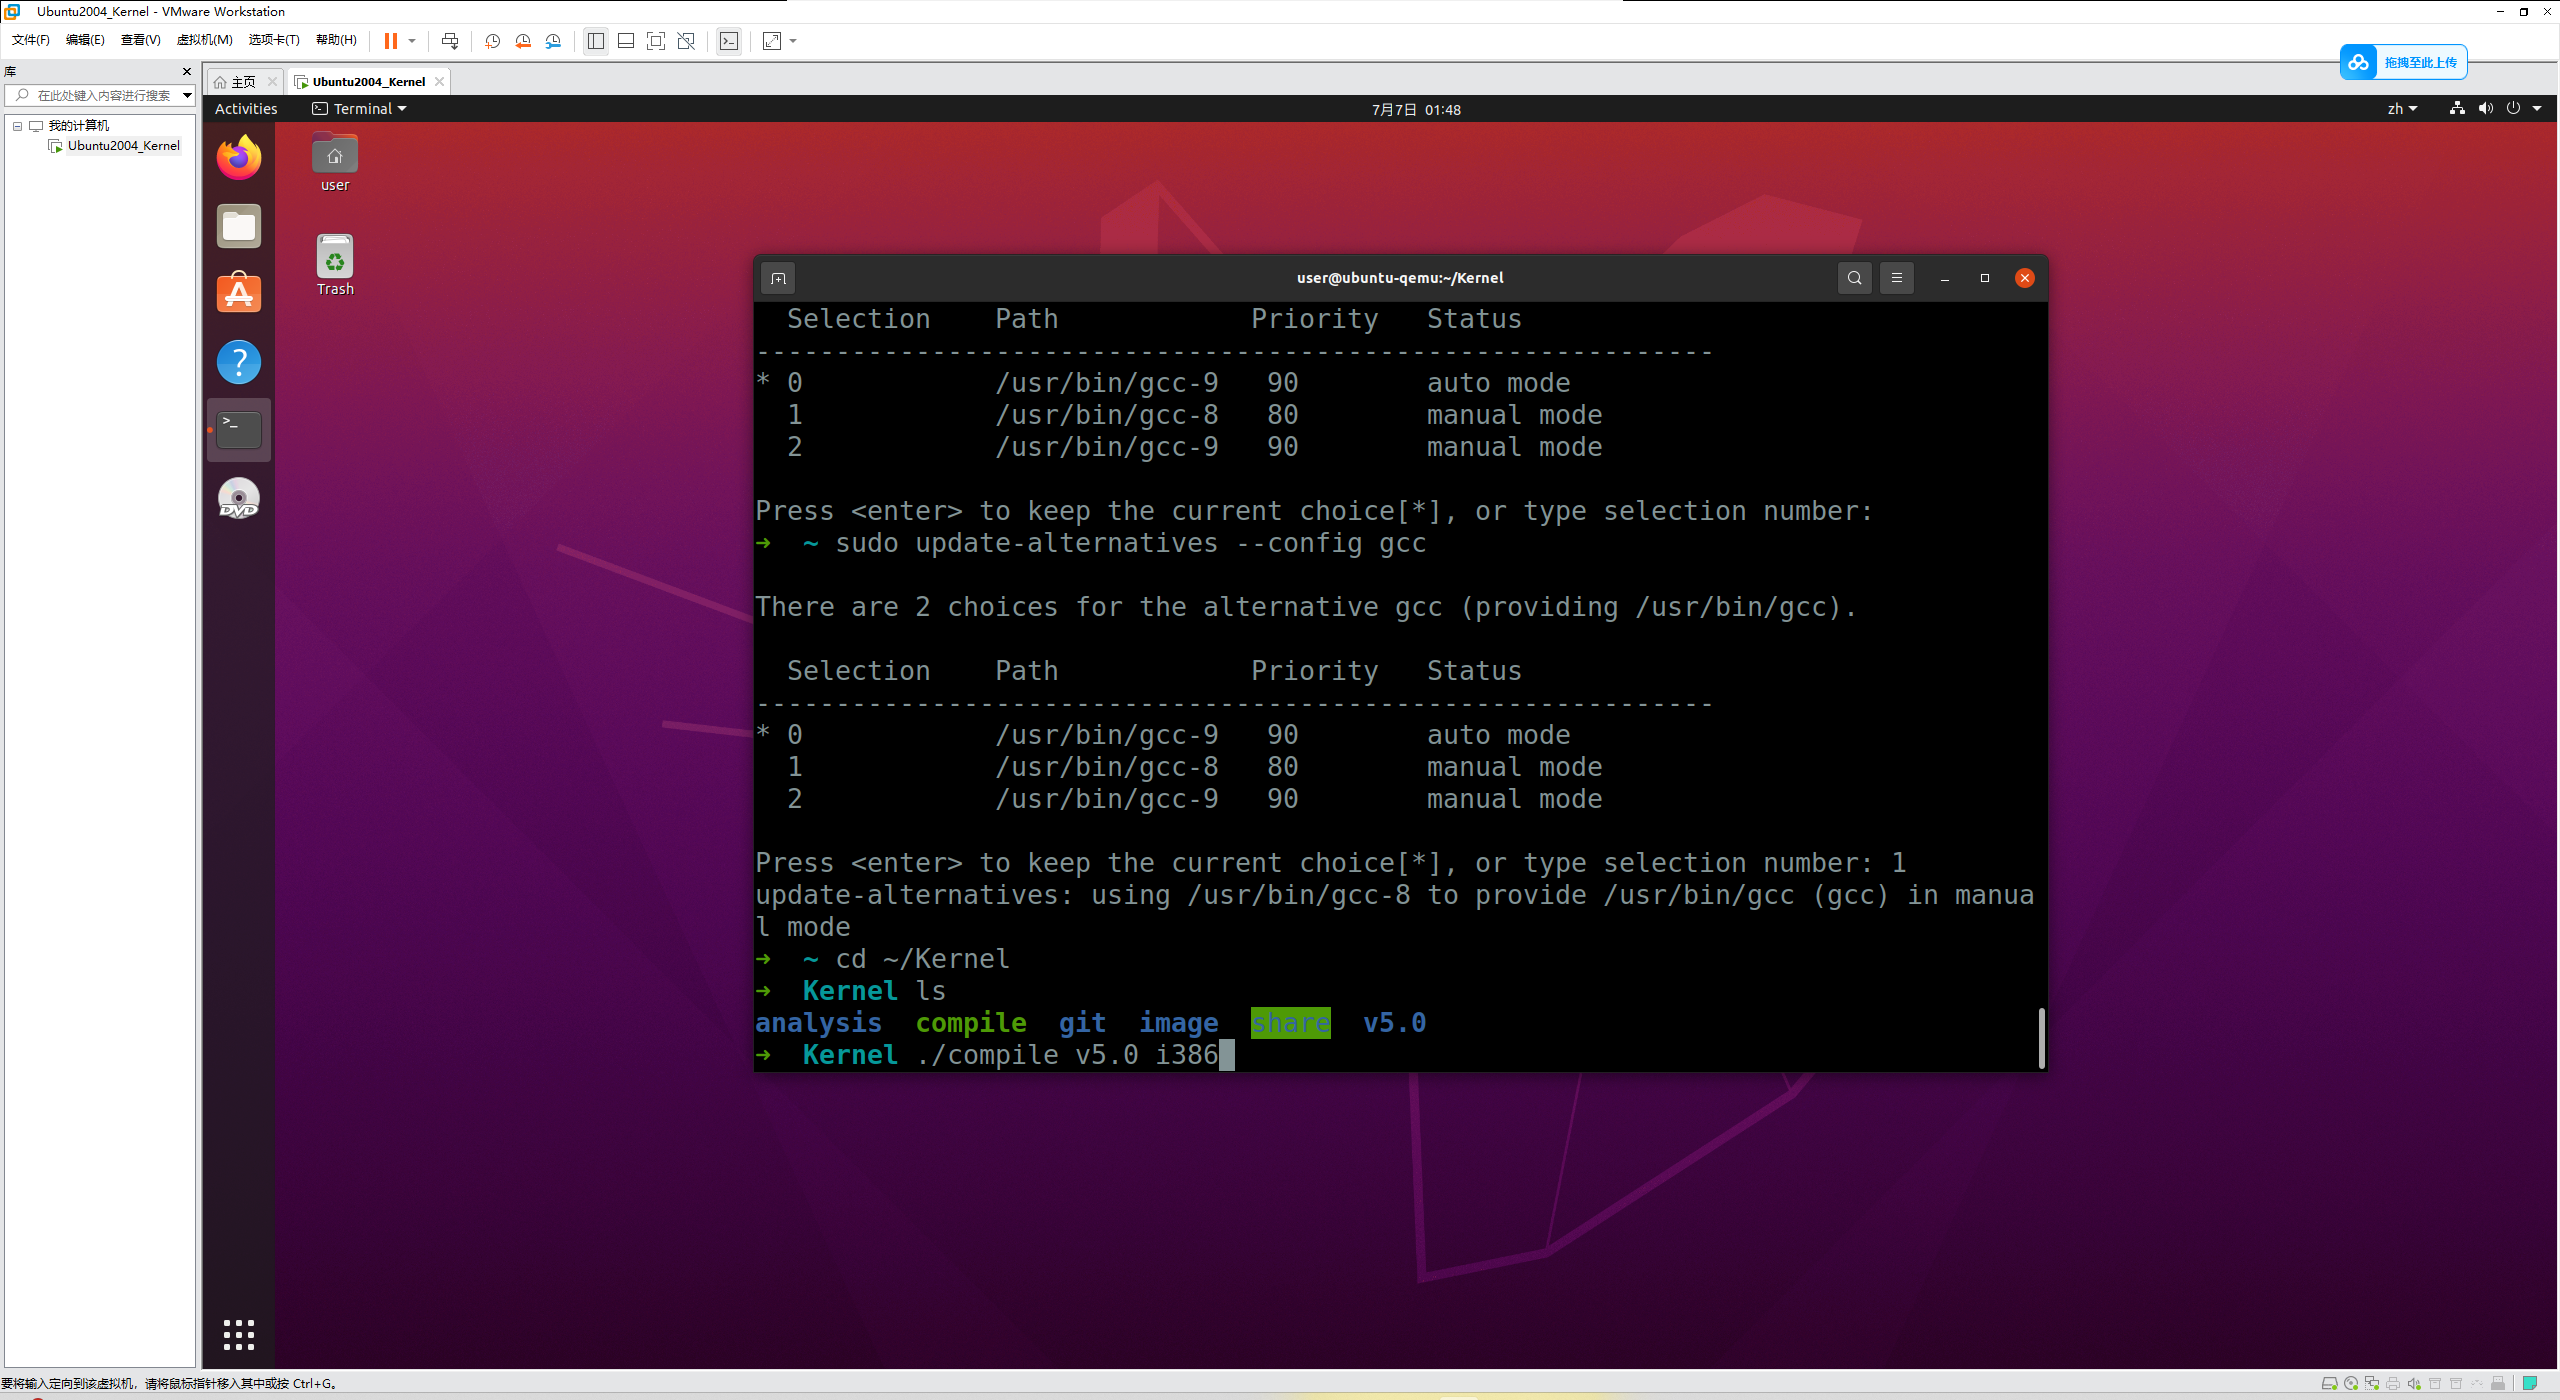 Ubuntu2004_Kernel - VMware Workstation
文件(F) 编辑(E) 查看(V) 虚拟机(M) 选项卡(T) 帮助(H)
拖拽至此上传
库
主页
Ubuntu2004_Kernel
在此处键入内容进行搜索
我的计算机
Ubuntu2004_Kernel
Activities
Terminal
7月7日 01:48
zh
user
Trash
DVD
user@ubuntu-qemu:~/Kernel
Selection Path Priority Status
------------------------------------------------------------
* 0 /usr/bin/gcc-9 90 auto mode
1 /usr/bin/gcc-8 80 manual mode
2 /usr/bin/gcc-9 90 manual mode
Press <enter> to keep the current choice[*], or type selection number:
➜ ~ sudo update-alternatives --config gcc
There are 2 choices for the alternative gcc (providing /usr/bin/gcc).
Selection Path Priority Status
------------------------------------------------------------
* 0 /usr/bin/gcc-9 90 auto mode
1 /usr/bin/gcc-8 80 manual mode
2 /usr/bin/gcc-9 90 manual mode
Press <enter> to keep the current choice[*], or type selection number: 1
update-alternatives: using /usr/bin/gcc-8 to provide /usr/bin/gcc (gcc) in manua
l mode
➜ ~ cd ~/Kernel
➜ Kernel ls
analysis compile git image share v5.0
➜ Kernel ./compile v5.0 i386
要将输入定向到该虚拟机，请将鼠标指针移入其中或按 Ctrl+G。